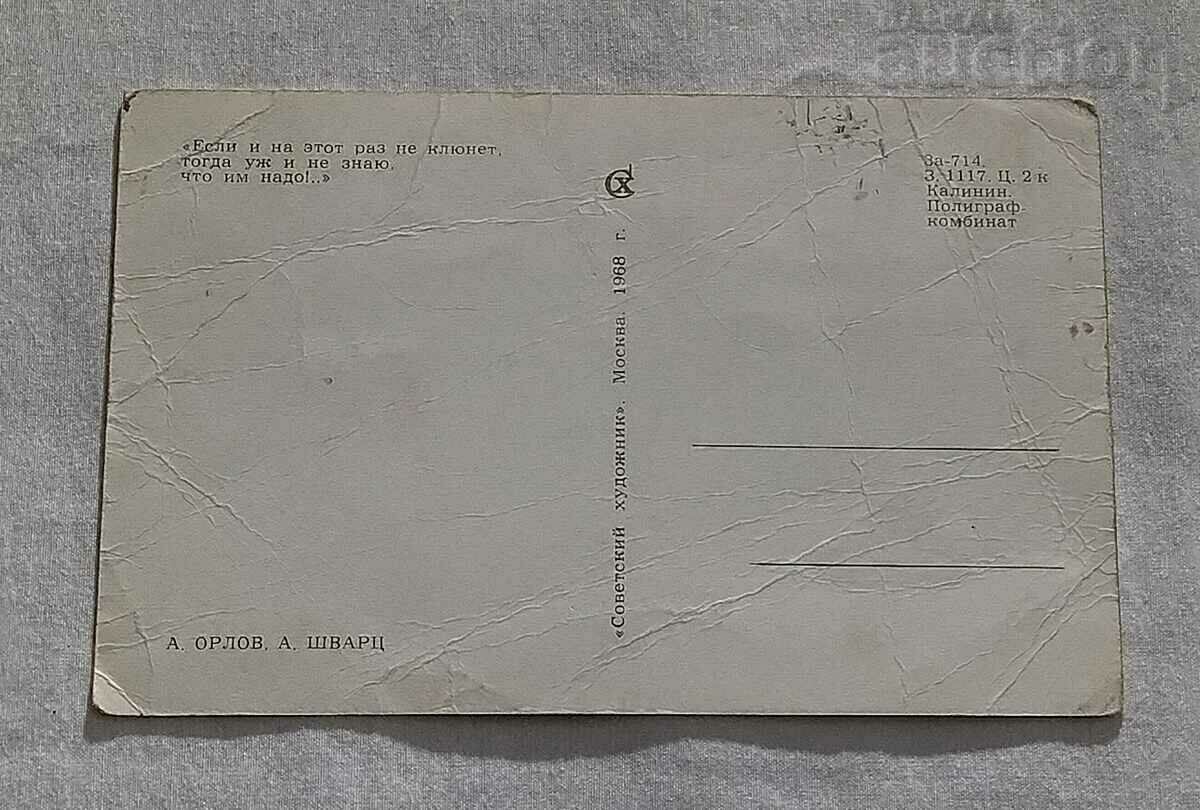 «Если и на этот раз не клюнет,
тогда уж и не знаю,
что им надо!..»
А. ОРЛОВ, А. ШВАРЦ
СХ
«Советский художник». Москва. 1968 г.
За-714.
З. 1117. Ц. 2 к
Калинин.
Полиграф-
комбинат